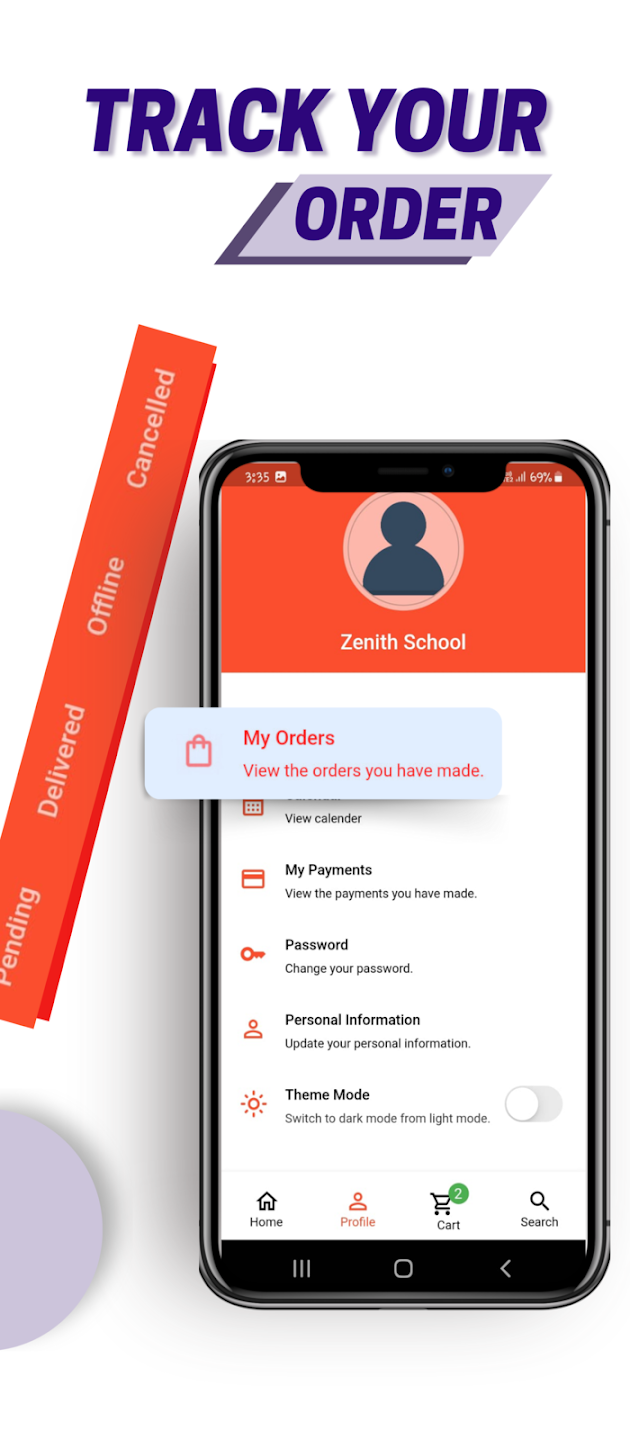 TRACK YOUR
ORDER
Cancelled
Offline
Delivered
Pending
3:35
69%
Zenith School
My Orders
View the orders you have made.
View calender
My Payments
View the payments you have made.
Password
Change your password.
Personal Information
Update your personal information.
Theme Mode
Switch to dark mode from light mode.
2
Home
Profile
Cart
Search